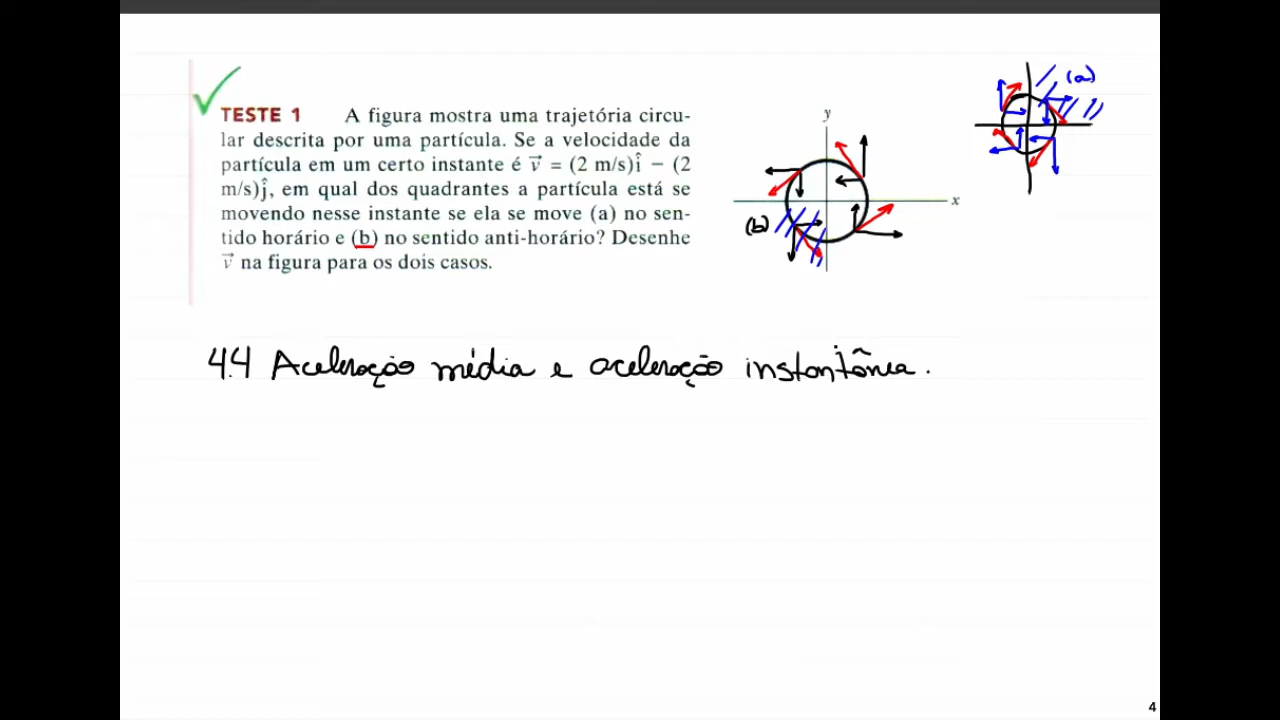 TESTE 1 A figura mostra uma trajetória circu-
lar descrita por uma partícula. Se a velocidade da
partícula em um certo instante é v⃗ = (2 m/s)î − (2
m/s)ĵ, em qual dos quadrantes a partícula está se
movendo nesse instante se ela se move (a) no sen-
tido horário e (b) no sentido anti-horário? Desenhe
v⃗ na figura para os dois casos.
y
x
(b)
(a)
4.4 Aceleração média e aceleração instantânea.
4